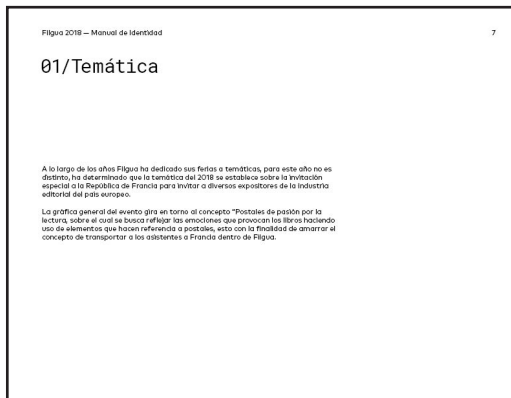 Filgua 2018 — Manual de Identidad
7
01/Temática
A lo largo de los años Filgua ha dedicado sus ferias a temáticas, para este año no es
distinto, ha determinado que la temática del 2018 se establece sobre la invitación
especial a la República de Francia para invitar a diversos expositores de la industria
editorial del país europeo.
La gráfica general del evento gira en torno al concepto "Postales de pasión por la
lectura, sobre el cual se busca reflejar las emociones que provocan los libros haciendo
uso de elementos que hacen referencia a postales, esto con la finalidad de amarrar el
concepto de transportar a los asistentes a Francia dentro de Filgua.